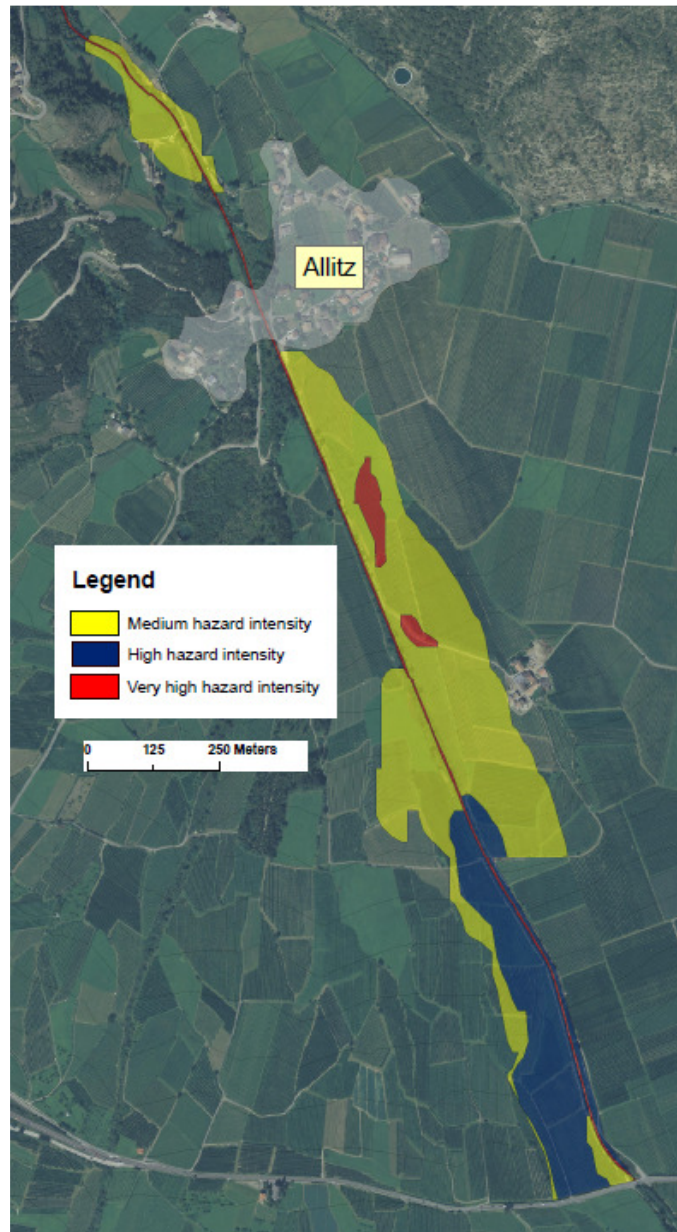 Allitz
Legend
Medium hazard intensity
High hazard intensity
Very high hazard intensity
0 125 250 Meters